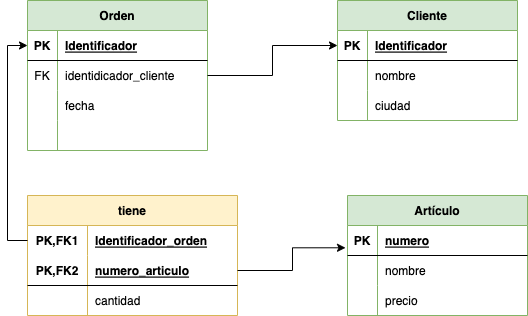 Orden
PK Identificador
FK identidicador_cliente
fecha
Cliente
PK Identificador
nombre
ciudad
tiene
PK,FK1 Identificador_orden
PK,FK2 numero_articulo
cantidad
Artículo
PK numero
nombre
precio